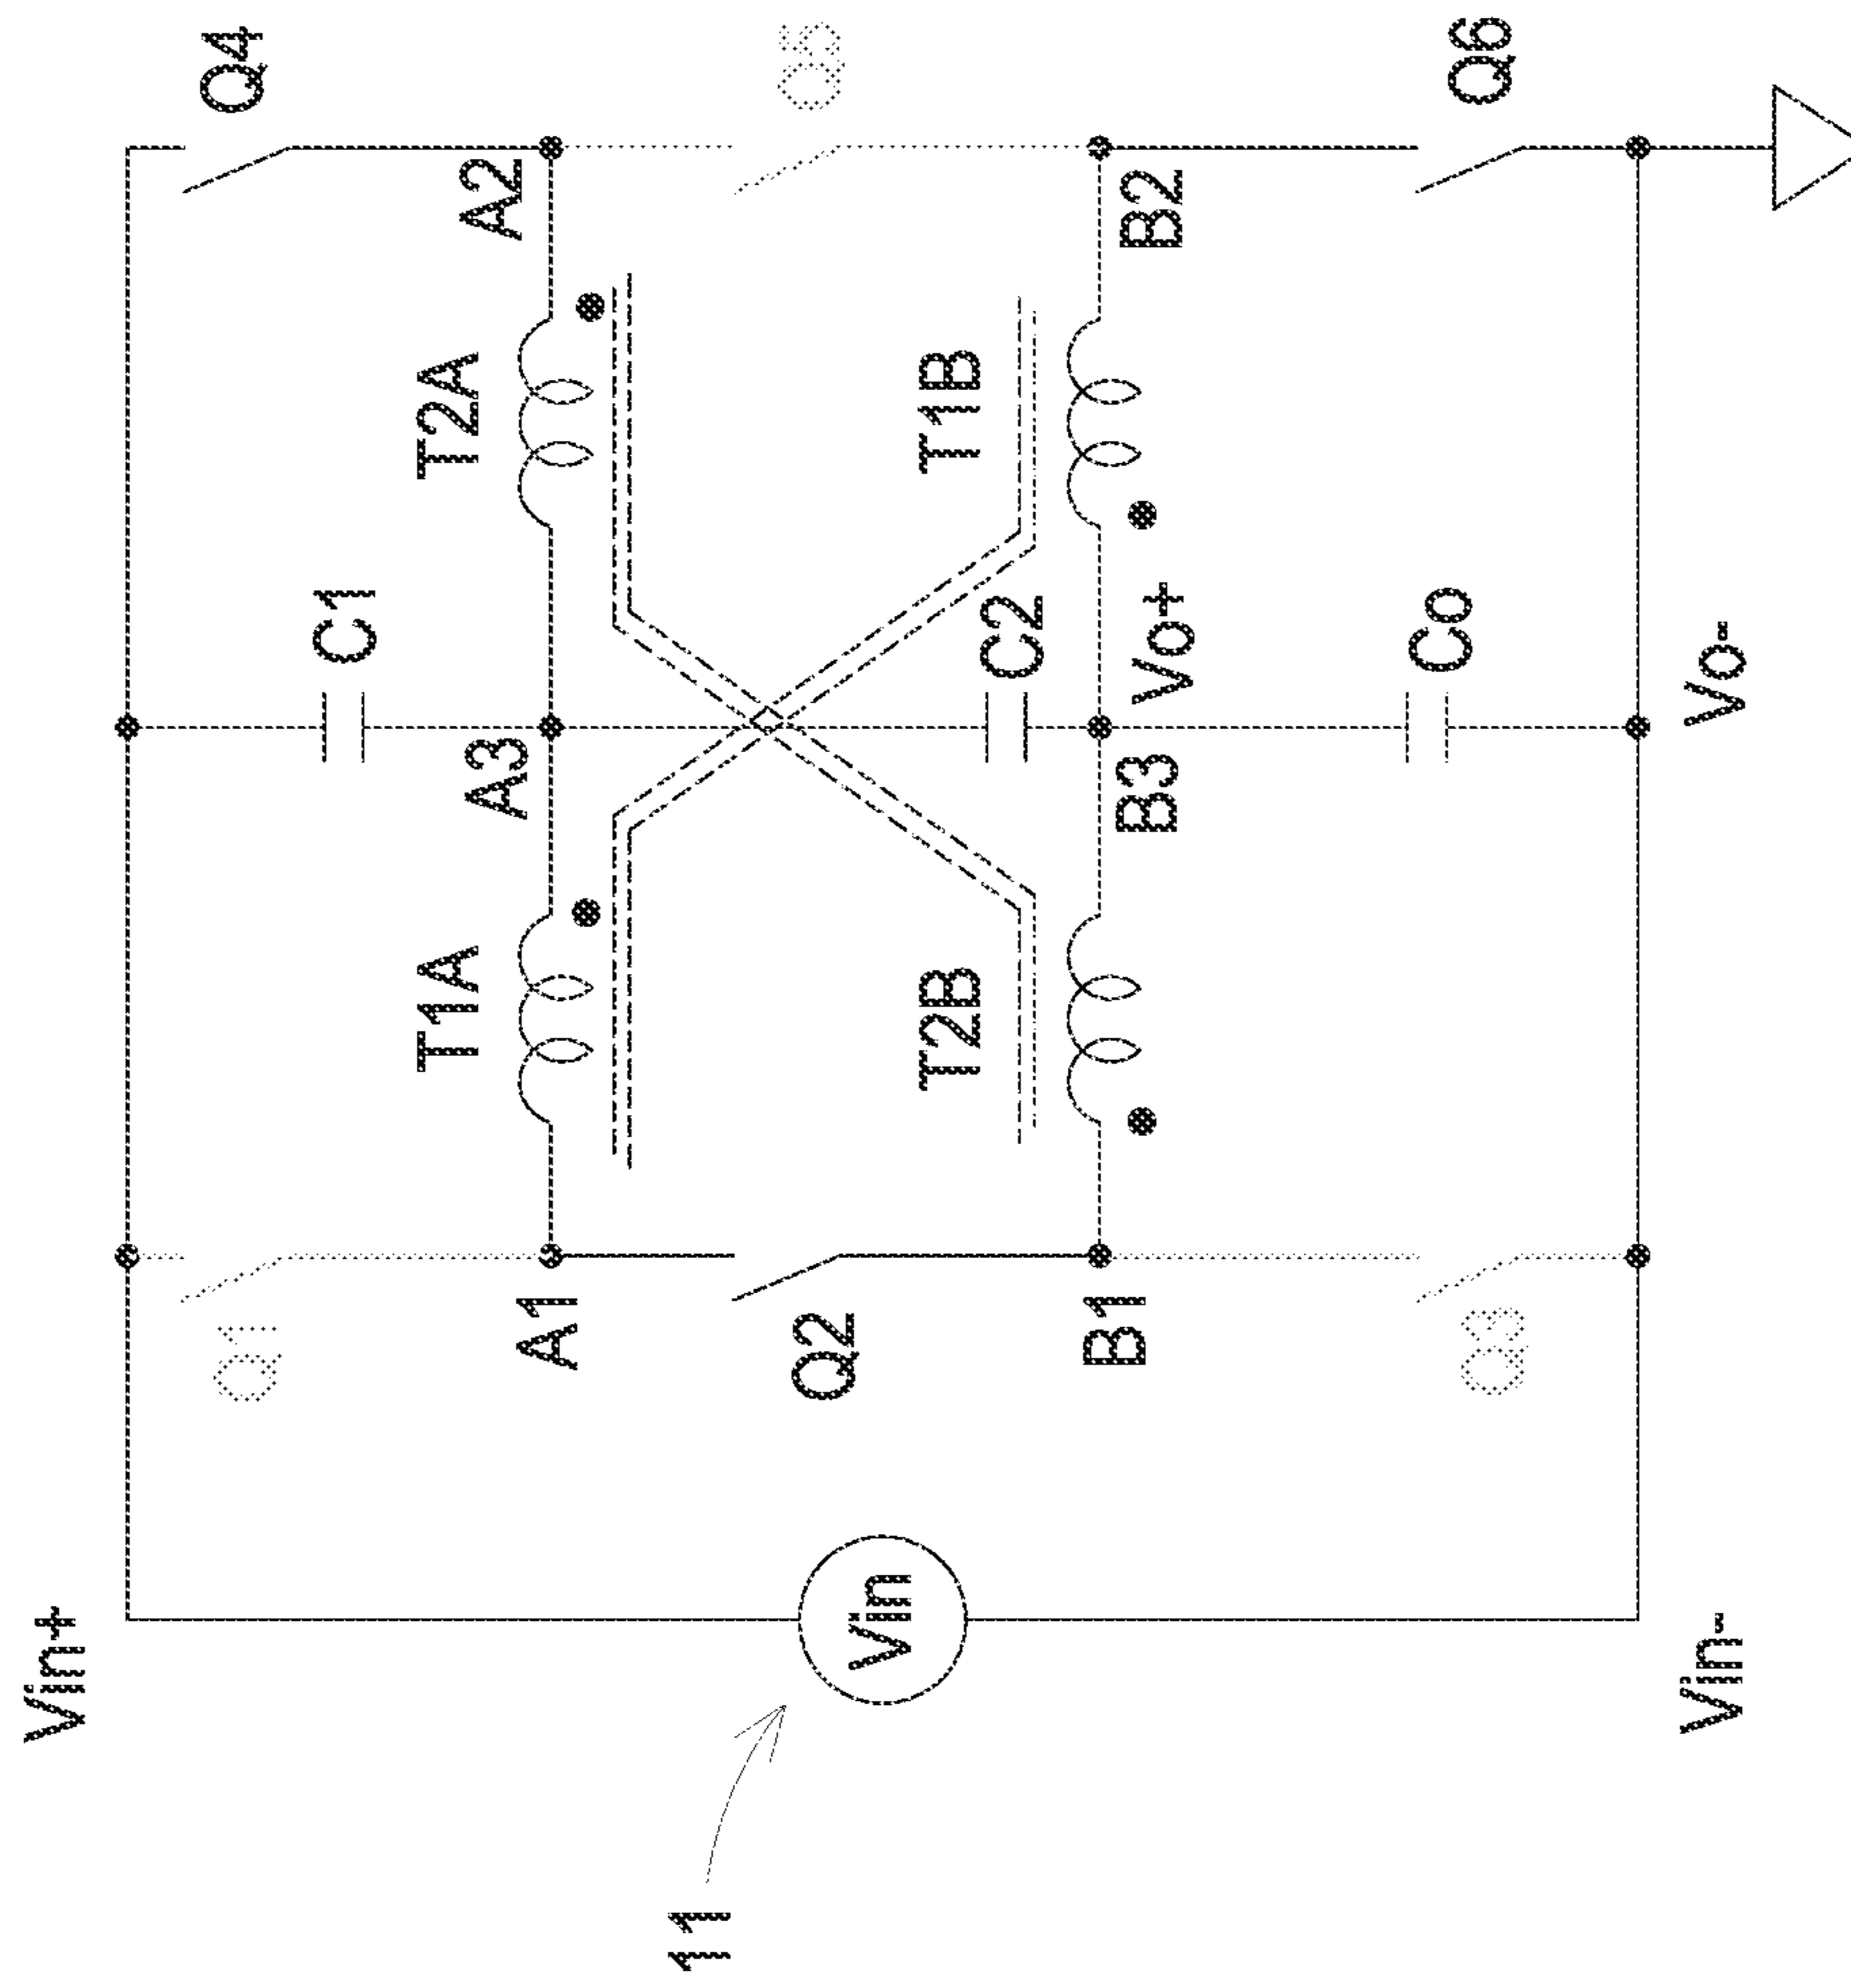 Vin+
Q4
C1
Q1
T1A
A3
T2A
A2
A1
Q5
11
Vin
Q2
T2B
C2
T1B
B1
B3
Vo+
B2
Q3
Co
Q6
Vin-
Vo-